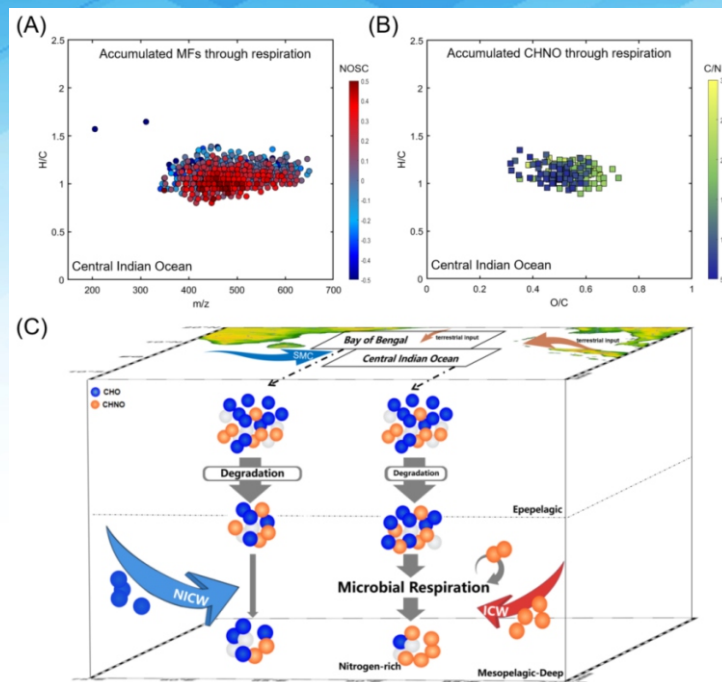 (A)
Accumulated MFs through respiration
NOSC
2.5
2
1.5
1
0.5
0
H/C
200 300 400 500 600 700
m/z
Central Indian Ocean
0.5
0.4
0.3
0.2
0.1
0
-0.1
-0.2
-0.3
-0.4
-0.5
(B)
Accumulated CHNO through respiration
C/N
2.5
2
1.5
1
0.5
0
H/C
0 0.2 0.4 0.6 0.8 1
O/C
Central Indian Ocean
(C)
Bay of Bengal
terrestrial input
terrestrial input
SMC
Central Indian Ocean
CHO
CHNO
Degradation
Degradation
Epepelagic
NICW
Microbial Respiration
ICW
Nitrogen-rich
Mesopelagic-Deep